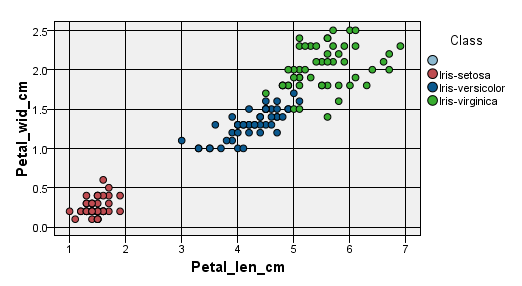 Class
Iris-setosa
Iris-versicolor
Iris-virginica
Petal_wid_cm
2.5
2.0
1.5
1.0
0.5
0.0
1 2 3 4 5 6 7
Petal_len_cm